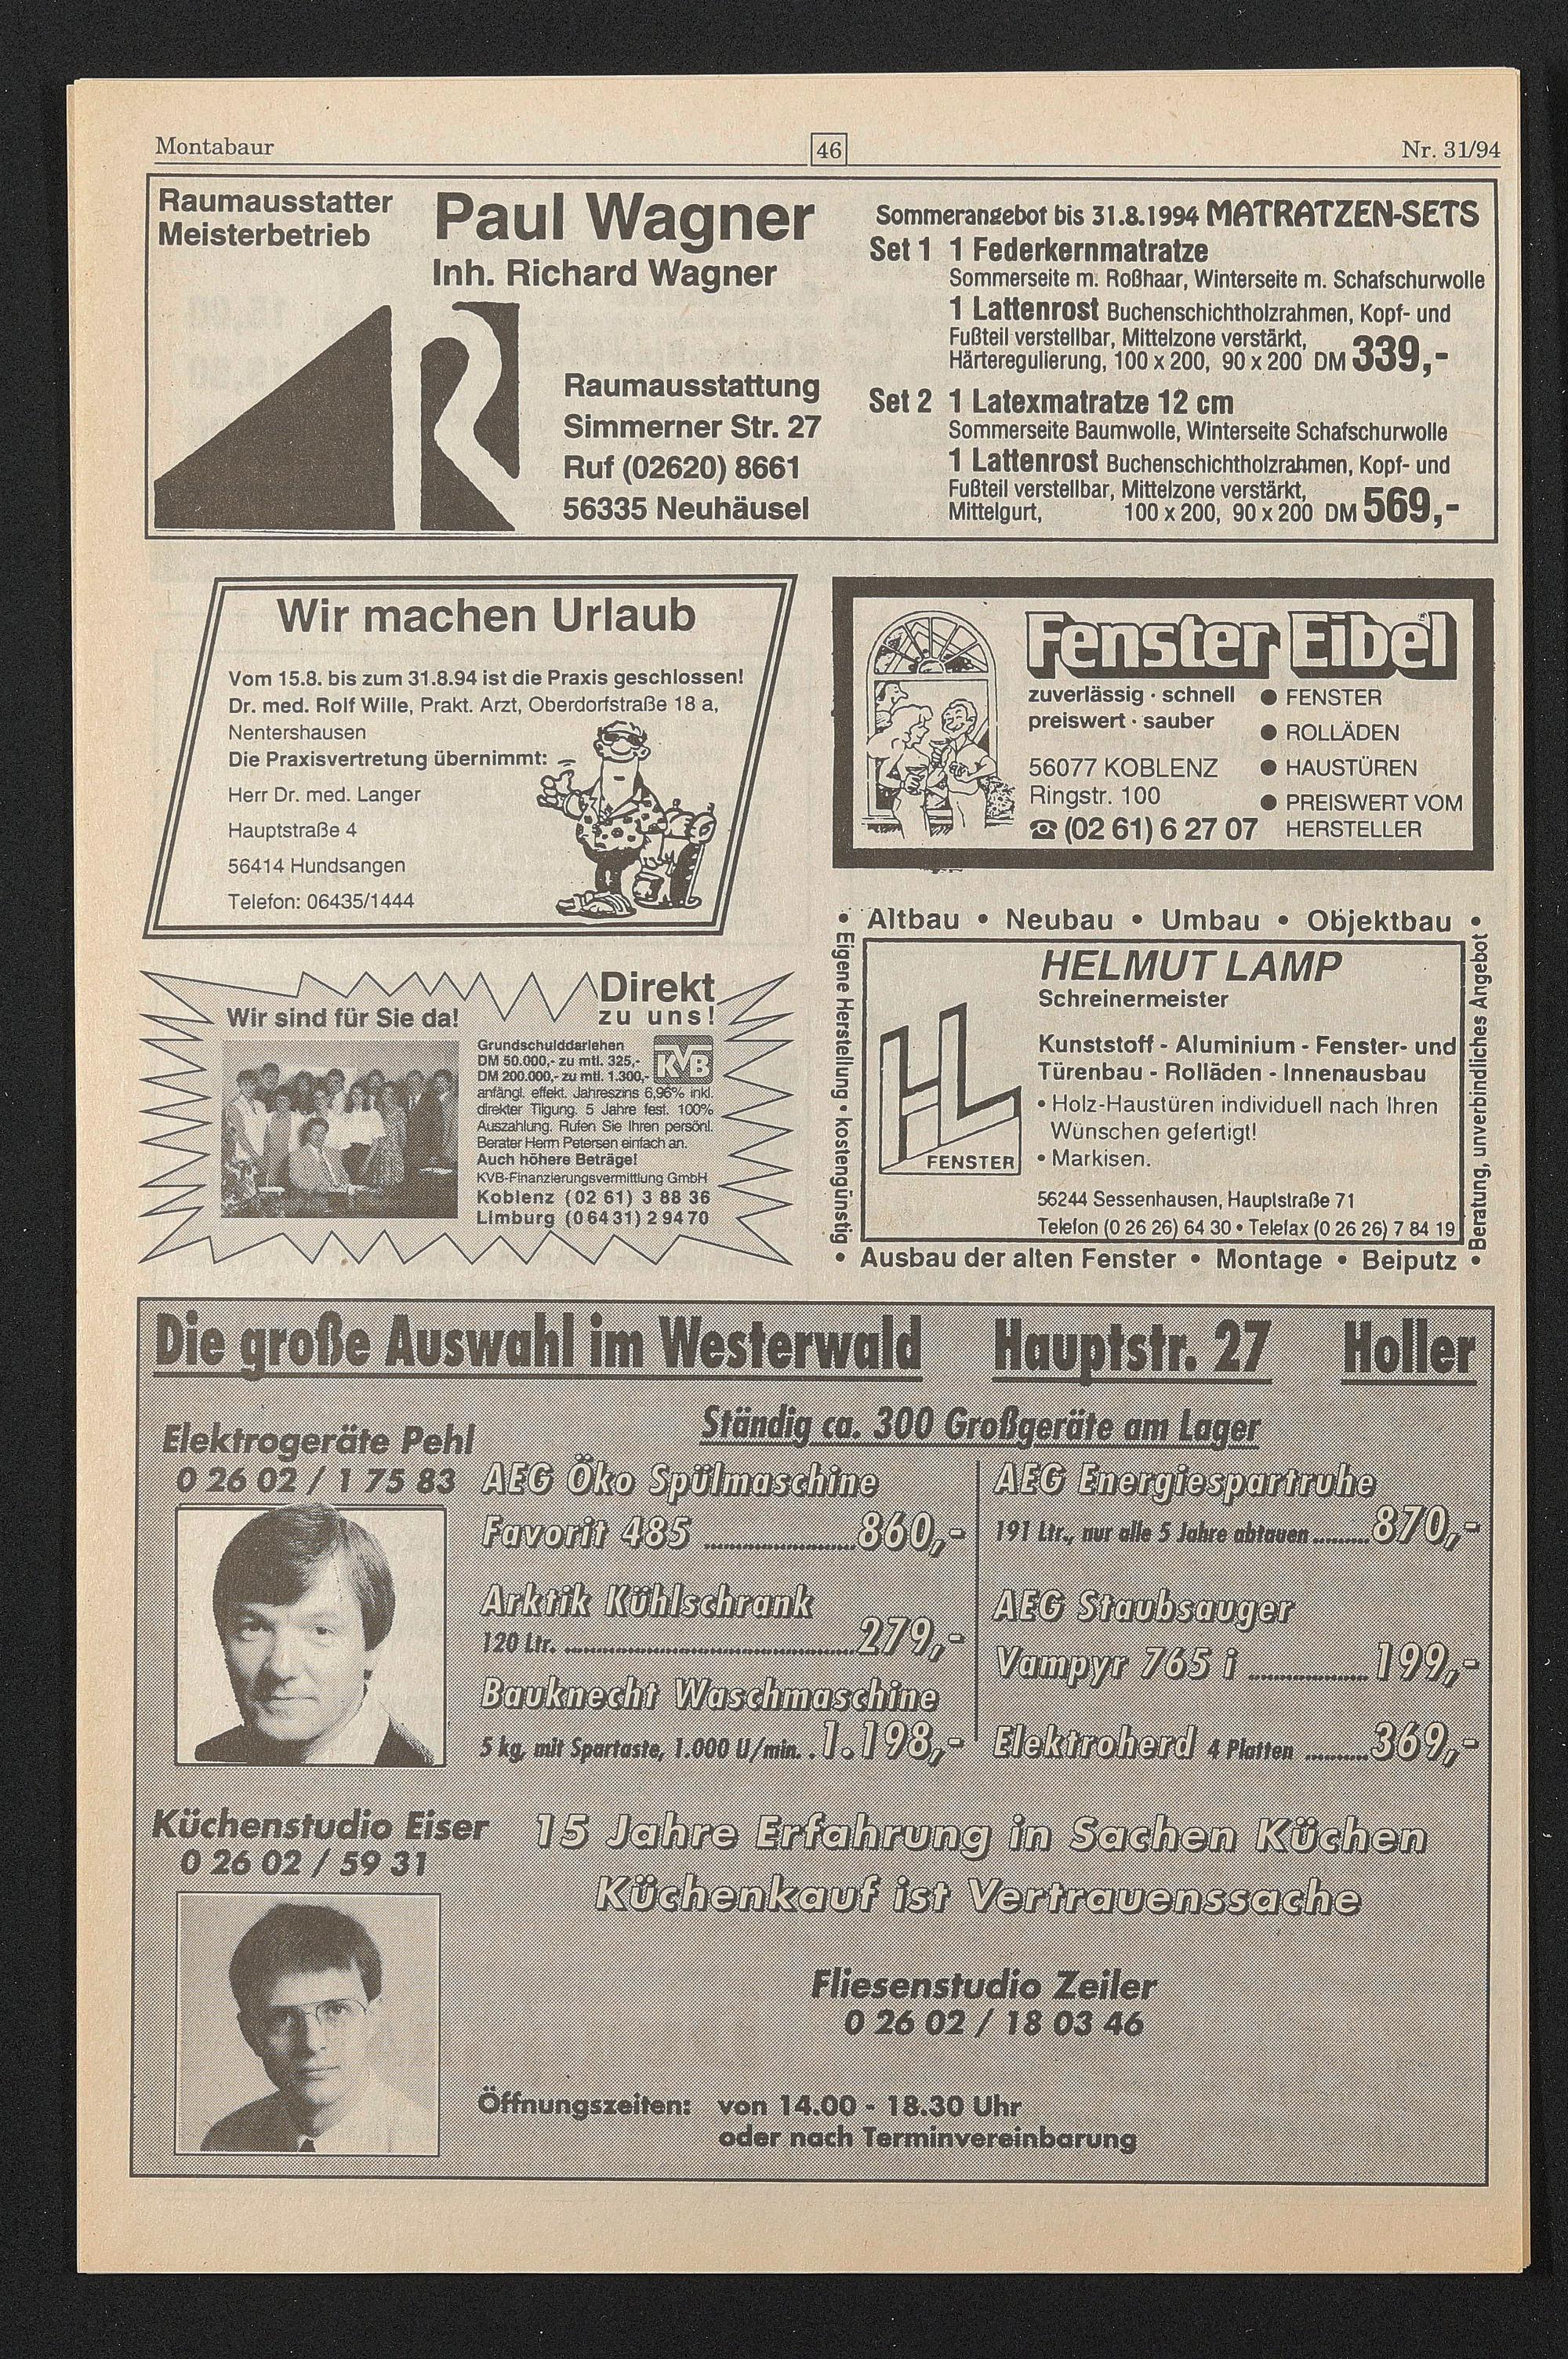 Montabaur
46
Nr. 31/94
Raumausstatter
Meisterbetrieb
Paul Wagner
Inh. Richard Wagner
Raumausstattung
Simmerner Str. 27
Ruf (02620) 8661
56335 Neuhäusel
Sommerangebot bis 31.8.1994 MATRATZEN-SETS
Set 1 1 Federkernmatratze
Sommerseite m. Roßhaar, Winterseite m. Schafschurwolle
1 Lattenrost Buchenschichtholzrahmen, Kopf- und
Fußteil verstellbar, Mittelzone verstärkt,
Härteregulierung, 100 x 200, 90 x 200 DM 339,-
Set 2 1 Latexmatratze 12 cm
Sommerseite Baumwolle, Winterseite Schafschurwolle
1 Lattenrost Buchenschichtholzrahmen, Kopf- und
Fußteil verstellbar, Mittelzone verstärkt,
Mittelgurt, 100 x 200, 90 x 200 DM 569,-
Wir machen Urlaub
Vom 15.8. bis zum 31.8.94 ist die Praxis geschlossen!
Dr. med. Rolf Wille, Prakt. Arzt, Oberdorfstraße 18 a,
Nentershausen
Die Praxisvertretung übernimmt:
Herr Dr. med. Langer
Hauptstraße 4
56414 Hundsangen
Telefon: 06435/1444
Fenster Eibel
zuverlässig · schnell
preiswert · sauber
56077 KOBLENZ
Ringstr. 100
☎ (02 61) 6 27 07
● FENSTER
● ROLLÄDEN
● HAUSTÜREN
● PREISWERT VOM
HERSTELLER
Wir sind für Sie da!
Direkt
zu uns!
Grundschulddarlehen
DM 50.000,- zu mtl. 325,-
DM 200.000,- zu mtl. 1.300,-
KVB
anfängl. effekt. Jahreszins 6,96% inkl.
direkter Tilgung. 5 Jahre fest. 100%
Auszahlung. Rufen Sie Ihren persönl.
Berater Herrn Petersen einfach an.
Auch höhere Beträge!
KVB-Finanzierungsvermittlung GmbH
Koblenz (02 61) 3 88 36
Limburg (0 64 31) 2 94 70
• Altbau • Neubau • Umbau • Objektbau •
Eigene Herstellung • kostengünstig
HELMUT LAMP
Schreinermeister
Kunststoff - Aluminium - Fenster- und
Türenbau - Rolläden - Innenausbau
• Holz-Haustüren individuell nach Ihren
Wünschen gefertigt!
• Markisen.
HL
FENSTER
56244 Sessenhausen, Hauptstraße 71
Telefon (0 26 26) 64 30 • Telefax (0 26 26) 7 84 19
Beratung, unverbindliches Angebot
• Ausbau der alten Fenster • Montage • Beiputz •
Die große Auswahl im Westerwald Hauptstr. 27 Holler
Ständig ca. 300 Großgeräte am Lager
Elektrogeräte Pehl
0 26 02 / 1 75 83
AEG Öko Spülmaschine
Favorit 485 .................... 860,-
Arktik Kühlschrank
120 Ltr. .................... 279,-
Bauknecht Waschmaschine
5 kg, mit Spartaste, 1.000 U/min. . 1.198,-
AEG Energiespartruhe
191 Ltr., nur alle 5 Jahre abtauen .......... 870,-
AEG Staubsauger
Vampyr 765 i .................... 199,-
Elektroherd 4 Platten .......... 369,-
Küchenstudio Eiser
0 26 02 / 59 31
15 Jahre Erfahrung in Sachen Küchen
Küchenkauf ist Vertrauenssache
Fliesenstudio Zeiler
0 26 02 / 18 03 46
Öffnungszeiten: von 14.00 - 18.30 Uhr
oder nach Terminvereinbarung